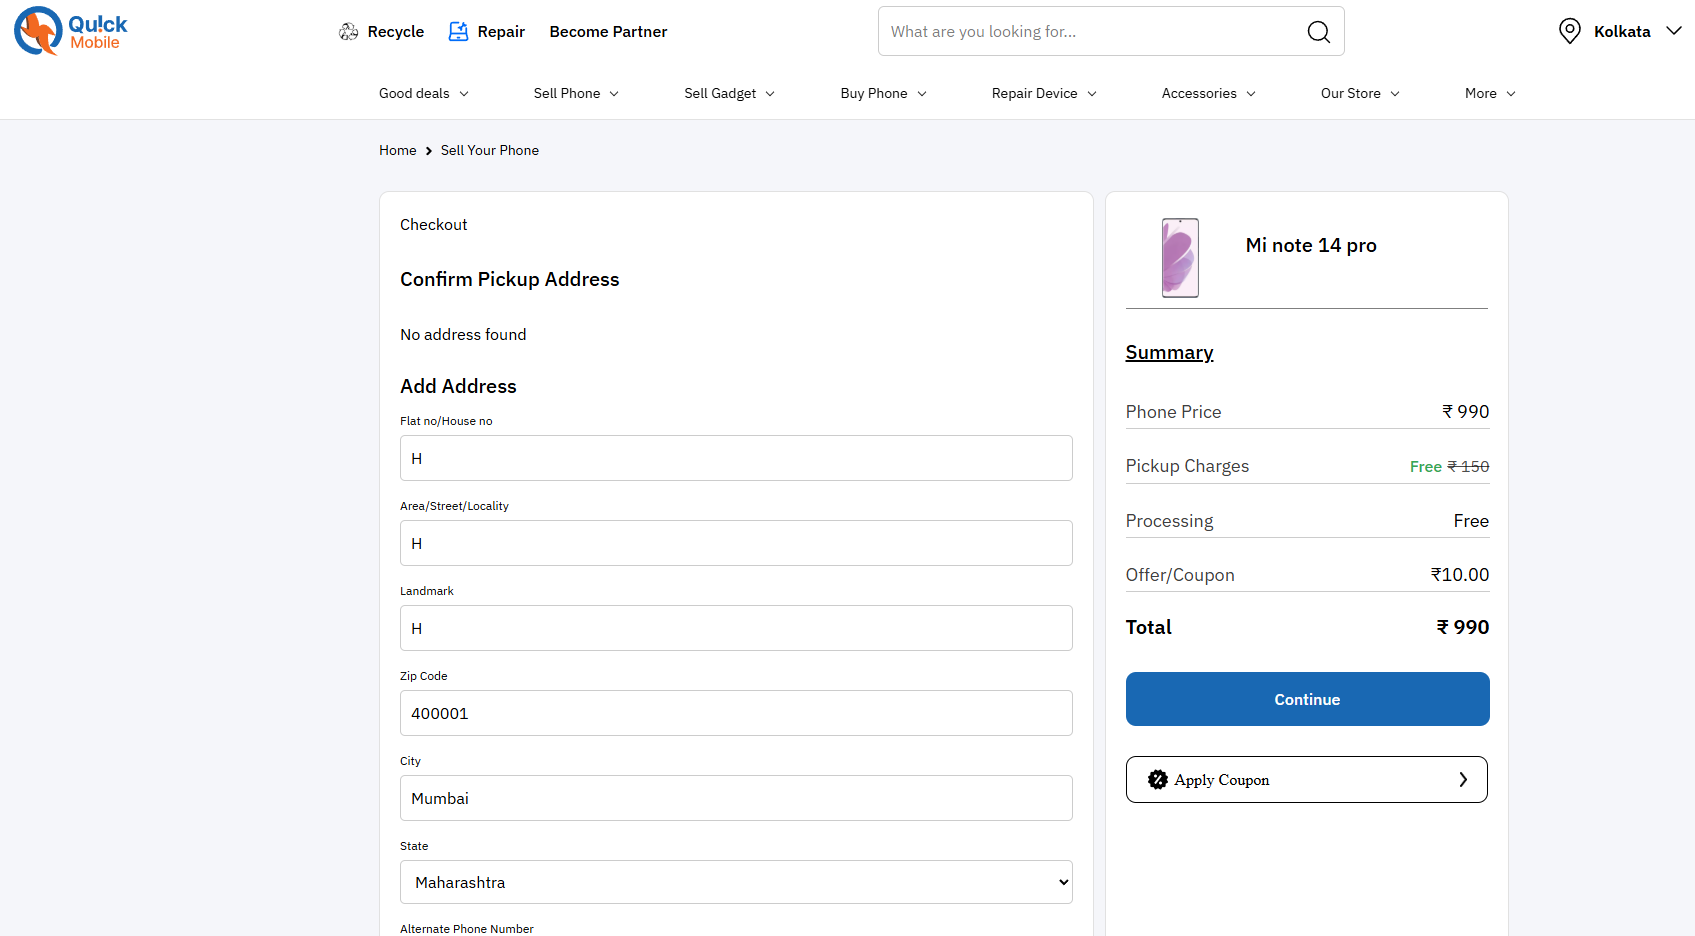 Qu!ck
Mobile
Recycle
Repair
Become Partner
What are you looking for...
Kolkata
Good deals
Sell Phone
Sell Gadget
Buy Phone
Repair Device
Accessories
Our Store
More
Home > Sell Your Phone
Checkout
Confirm Pickup Address
No address found
Add Address
Flat no/House no
H
Area/Street/Locality
H
Landmark
H
Zip Code
400001
City
Mumbai
State
Maharashtra
Alternate Phone Number
Mi note 14 pro
Summary
Phone Price ₹ 990
Pickup Charges Free ₹ 150
Processing Free
Offer/Coupon ₹10.00
Total ₹ 990
Continue
Apply Coupon